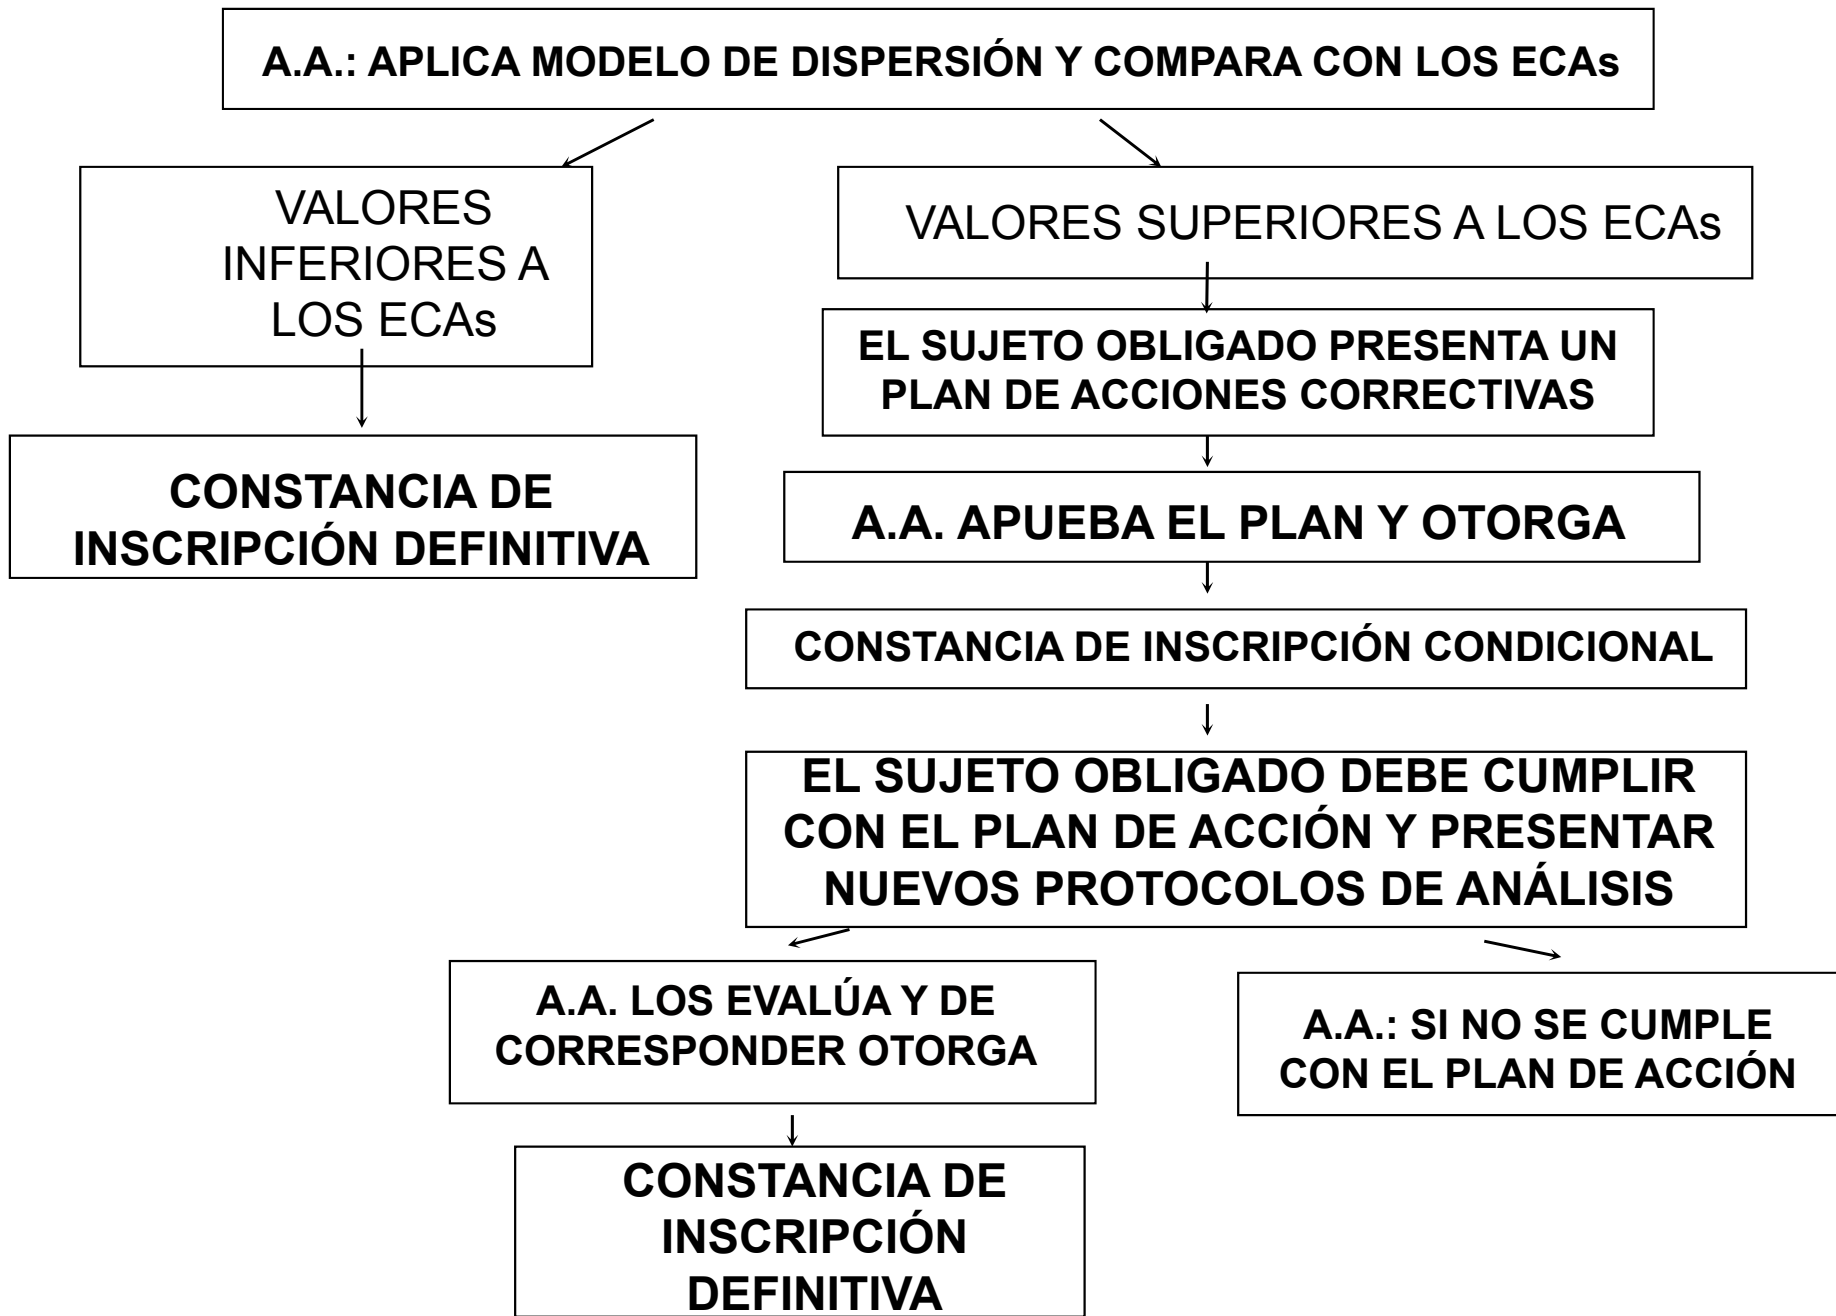 A.A.: APLICA MODELO DE DISPERSIÓN Y COMPARA CON LOS ECAs
VALORES
INFERIORES A
LOS ECAs
CONSTANCIA DE
INSCRIPCIÓN DEFINITIVA
VALORES SUPERIORES A LOS ECAs
EL SUJETO OBLIGADO PRESENTA UN
PLAN DE ACCIONES CORRECTIVAS
A.A. APUEBA EL PLAN Y OTORGA
CONSTANCIA DE INSCRIPCIÓN CONDICIONAL
EL SUJETO OBLIGADO DEBE CUMPLIR
CON EL PLAN DE ACCIÓN Y PRESENTAR
NUEVOS PROTOCOLOS DE ANÁLISIS
A.A. LOS EVALÚA Y DE
CORRESPONDER OTORGA
CONSTANCIA DE
INSCRIPCIÓN
DEFINITIVA
A.A.: SI NO SE CUMPLE
CON EL PLAN DE ACCIÓN